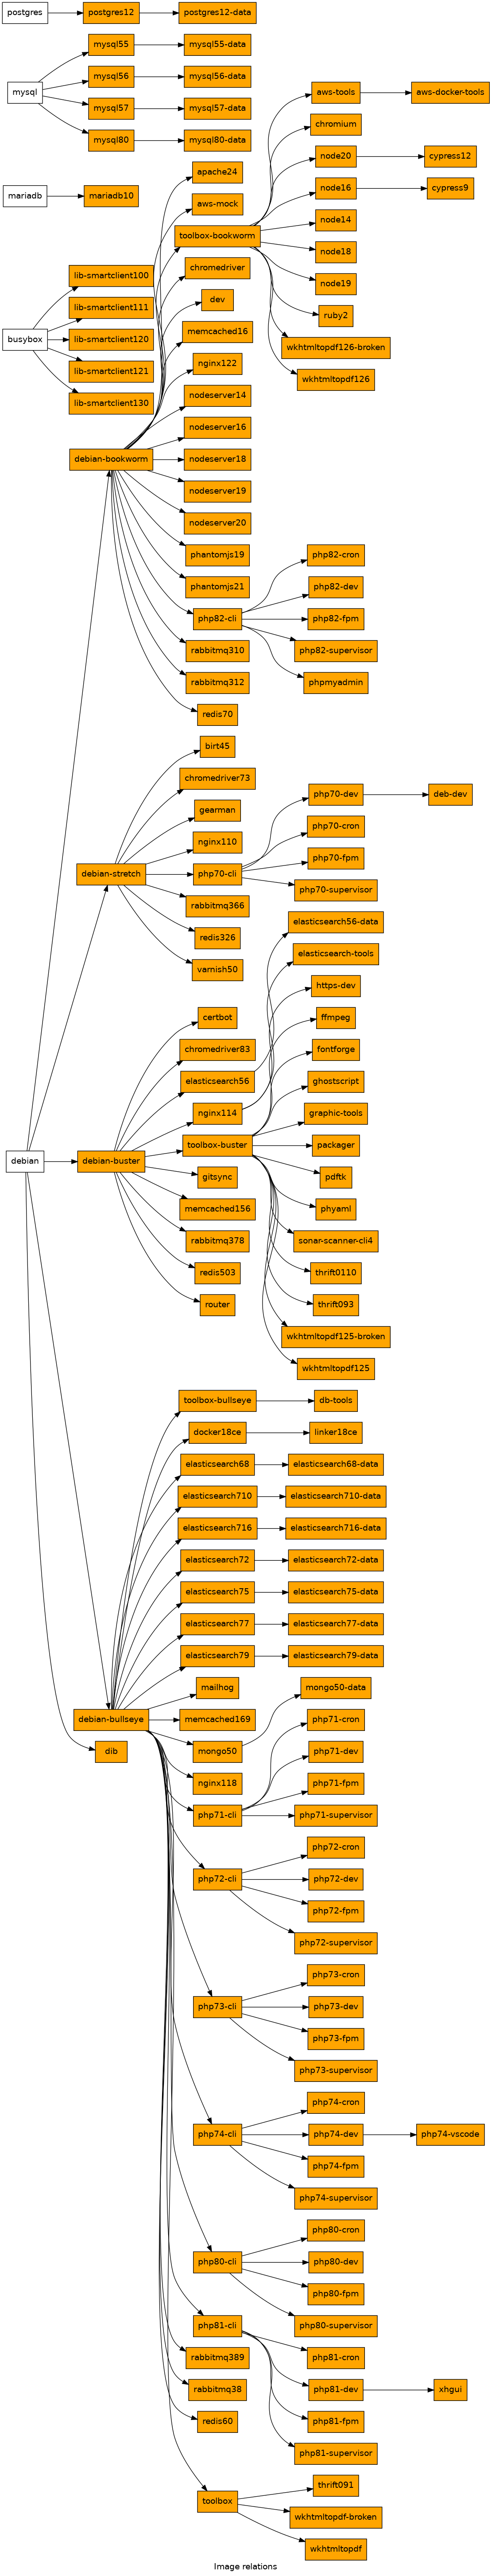 postgres
postgres12
postgres12-data
mysql55
mysql55-data
mysql
mysql56
mysql56-data
aws-tools
aws-docker-tools
mysql57
mysql57-data
chromium
mysql80
mysql80-data
node20
cypress12
apache24
mariadb
mariadb10
node16
cypress9
aws-mock
node14
toolbox-bookworm
node18
lib-smartclient100
chromedriver
node19
lib-smartclient111
dev
ruby2
busybox
lib-smartclient120
memcached16
wkhtmltopdf126-broken
lib-smartclient121
nginx122
wkhtmltopdf126
lib-smartclient130
nodeserver14
nodeserver16
debian-bookworm
nodeserver18
nodeserver19
nodeserver20
phantomjs19
php82-cron
phantomjs21
php82-dev
php82-cli
php82-fpm
rabbitmq310
php82-supervisor
rabbitmq312
phpmyadmin
redis70
birt45
chromedriver73
php70-dev
deb-dev
gearman
php70-cron
nginx110
php70-fpm
debian-stretch
php70-cli
php70-supervisor
rabbitmq366
elasticsearch56-data
redis326
elasticsearch-tools
varnish50
https-dev
certbot
ffmpeg
chromedriver83
fontforge
elasticsearch56
ghostscript
nginx114
graphic-tools
toolbox-buster
packager
debian
debian-buster
gitsync
pdftk
memcached156
phyaml
rabbitmq378
sonar-scanner-cli4
redis503
thrift0110
router
thrift093
wkhtmltopdf125-broken
wkhtmltopdf125
toolbox-bullseye
db-tools
docker18ce
linker18ce
elasticsearch68
elasticsearch68-data
elasticsearch710
elasticsearch710-data
elasticsearch716
elasticsearch716-data
elasticsearch72
elasticsearch72-data
elasticsearch75
elasticsearch75-data
elasticsearch77
elasticsearch77-data
elasticsearch79
elasticsearch79-data
mailhog
mongo50-data
debian-bullseye
memcached169
php71-cron
dib
mongo50
php71-dev
nginx118
php71-fpm
php71-cli
php71-supervisor
php72-cron
php72-cli
php72-dev
php72-fpm
php72-supervisor
php73-cron
php73-cli
php73-dev
php73-fpm
php73-supervisor
php74-cron
php74-cli
php74-dev
php74-vscode
php74-fpm
php74-supervisor
php80-cron
php80-cli
php80-dev
php80-fpm
php80-supervisor
php81-cli
php81-cron
rabbitmq389
php81-dev
xhgui
rabbitmq38
php81-fpm
redis60
php81-supervisor
thrift091
toolbox
wkhtmltopdf-broken
wkhtmltopdf
Image relations